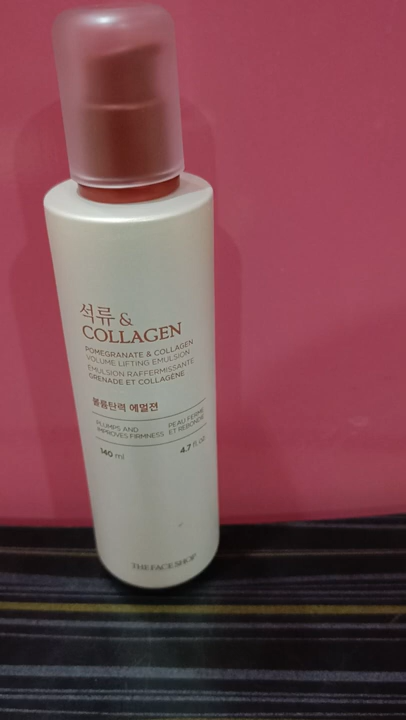 석류 &
COLLAGEN
POMEGRANATE & COLLAGEN
VOLUME LIFTING EMULSION
EMULSION RAFFERMISSANTE
GRENADE ET COLLAGÈNE
볼륨탄력 에멀젼
PLUMPS AND
IMPROVES FIRMNESS
PEAU FERME
ET REBONDIE
140 ml
4.7 fl oz
THE FACE SHOP